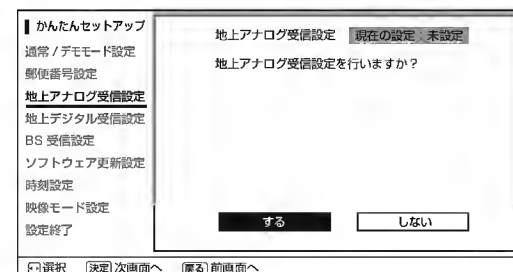 かんたんセットアップ
通常/デモモード設定
郵便番号設定
地上アナログ受信設定
地上デジタル受信設定
BS 受信設定
ソフトウェア更新設定
時刻設定
映像モード設定
設定終了
地上アナログ受信設定 現在の設定：未設定
地上アナログ受信設定を行いますか？
する しない
選択 決定 次画面へ 戻る 前画面へ